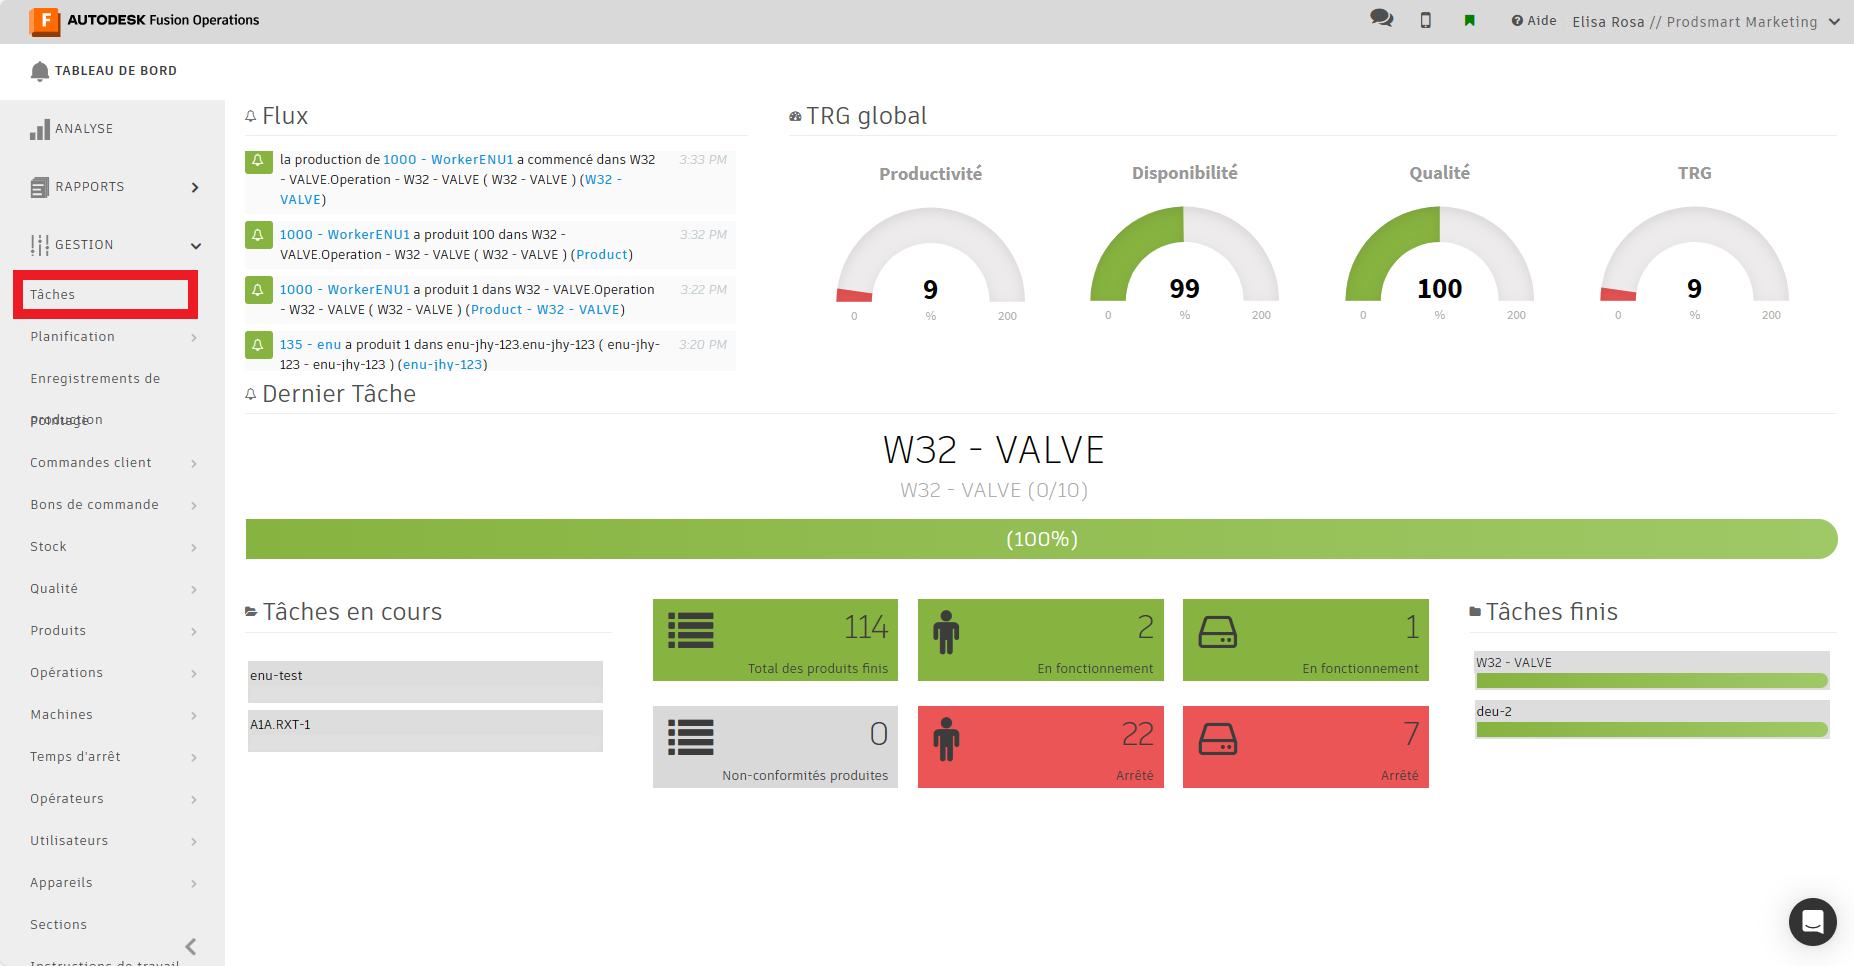 AUTODESK Fusion Operations
Aide
Elisa Rosa // Prodsmart Marketing
TABLEAU DE BORD
ANALYSE
RAPPORTS
GESTION
Tâches
Planification
Enregistrements de
production
Pointage
Commandes client
Bons de commande
Stock
Qualité
Produits
Opérations
Machines
Temps d'arrêt
Opérateurs
Utilisateurs
Appareils
Sections
Instructions de travail
Flux
la production de 1000 - WorkerENU1 a commencé dans W32 3:33 PM
- VALVE.Operation - W32 - VALVE ( W32 - VALVE ) (W32 -
VALVE)
1000 - WorkerENU1 a produit 100 dans W32 - 3:32 PM
VALVE.Operation - W32 - VALVE ( W32 - VALVE ) (Product)
1000 - WorkerENU1 a produit 1 dans W32 - VALVE.Operation 3:22 PM
- W32 - VALVE ( W32 - VALVE ) (Product - W32 - VALVE)
135 - enu a produit 1 dans enu-jhy-123.enu-jhy-123 ( enu-jhy- 3:20 PM
123 - enu-jhy-123 ) (enu-jhy-123)
TRG global
Productivité
9
0 % 200
Disponibilité
99
0 % 200
Qualité
100
0 % 200
TRG
9
0 % 200
Dernier Tâche
W32 - VALVE
W32 - VALVE (0/10)
(100%)
Tâches en cours
enu-test
A1A.RXT-1
114
Total des produits finis
2
En fonctionnement
1
En fonctionnement
0
Non-conformités produites
22
Arrêté
7
Arrêté
Tâches finis
W32 - VALVE
deu-2